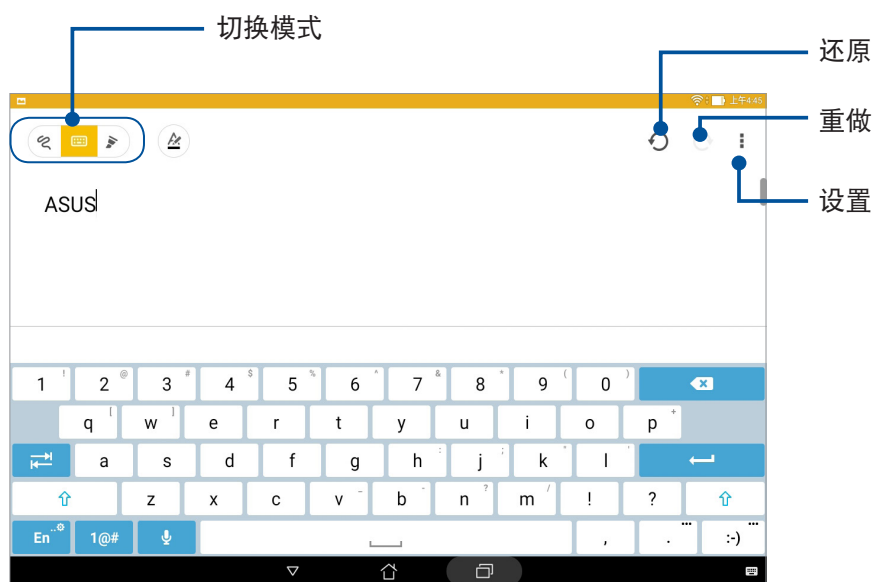 切换模式
还原
上午4:45
重做
设置
ASUS
1 ! 2 @ 3 # 4 $ 5 % 6 ^ 7 & 8 * 9 ( 0 )
q [ w ] e r t y u i o p +
a s d f g h : j ; k " l '
z x c v _ b - n ? m / ! ?
En 1@# , . :-)